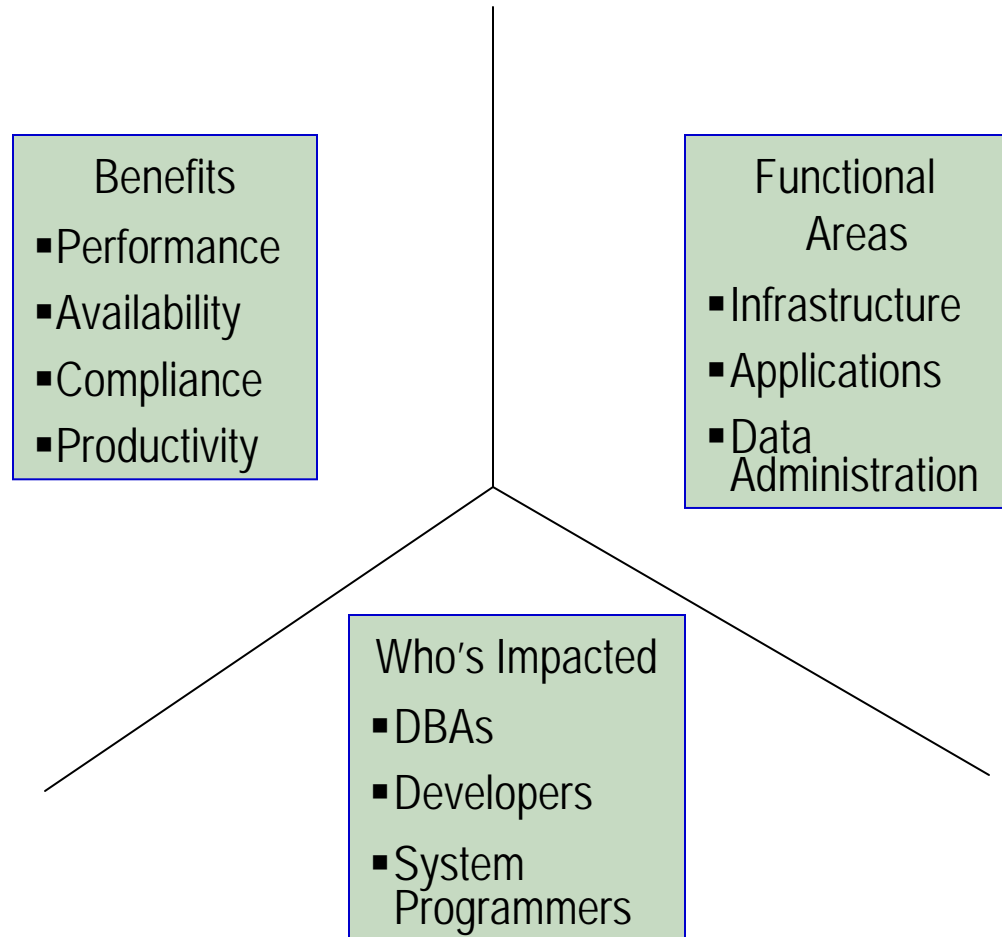 Benefits
▪Performance
▪Availability
▪Compliance
▪Productivity
Functional
Areas
▪Infrastructure
▪Applications
▪Data
Administration
Who's Impacted
▪DBAs
▪Developers
▪System
Programmers